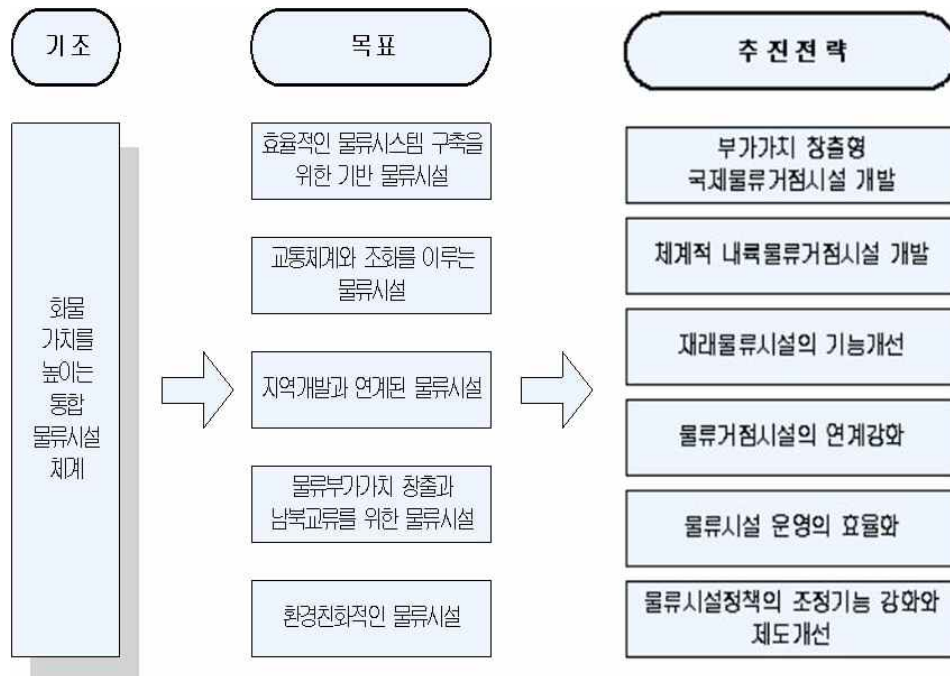 기 조
화물
가치를
높이는
통합
물류시설
체계
목 표
효율적인 물류시스템 구축을
위한 기반 물류시설
교통체계와 조화를 이루는
물류시설
지역개발과 연계된 물류시설
물류부가가치 창출과
남북교류를 위한 물류시설
환경친화적인 물류시설
추 진 전 략
부가가치 창출형
국제물류거점시설 개발
체계적 내륙물류거점시설 개발
재래물류시설의 기능개선
물류거점시설의 연계강화
물류시설 운영의 효율화
물류시설정책의 조정기능 강화와
제도개선